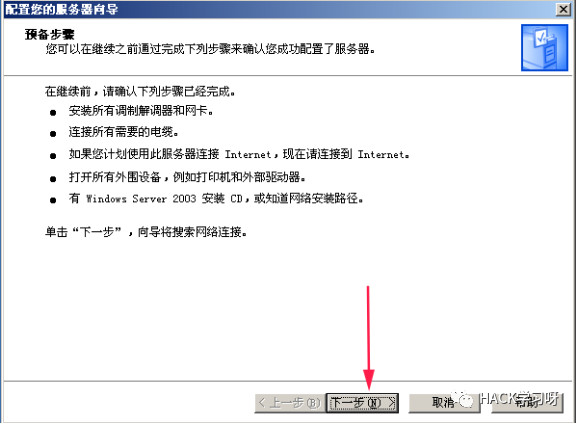 配置您的服务器向导
预备步骤
您可以在继续之前通过完成下列步骤来确认您成功配置了服务器。
在继续前,请确认下列步骤已经完成。
● 安装所有调制解调器和网卡。
● 连接所有需要的电缆。
● 如果您计划使用此服务器连接 Internet,现在请连接到 Internet。
● 打开所有外围设备,例如打印机和外部驱动器。
● 有 Windows Server 2003 安装 CD,或知道网络安装路径。
单击“下一步”,向导将搜索网络连接。
< 上一步(B) 下一步(N) > 取消 帮助
HACK学习呀